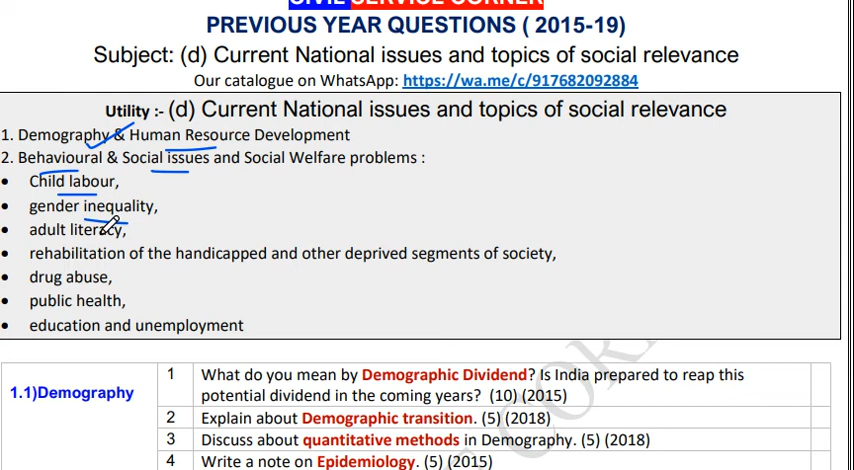 CIVIL SERVICE CORNER
PREVIOUS YEAR QUESTIONS ( 2015-19)
Subject: (d) Current National issues and topics of social relevance
Our catalogue on WhatsApp: https://wa.me/c/917682092884
Utility :- (d) Current National issues and topics of social relevance
1. Demography & Human Resource Development
2. Behavioural & Social issues and Social Welfare problems :
• Child labour,
• gender inequality,
• adult literacy,
• rehabilitation of the handicapped and other deprived segments of society,
• drug abuse,
• public health,
• education and unemployment
1.1)Demography
1 What do you mean by Demographic Dividend? Is India prepared to reap this
potential dividend in the coming years? (10) (2015)
2 Explain about Demographic transition. (5) (2018)
3 Discuss about quantitative methods in Demography. (5) (2018)
4 Write a note on Epidemiology. (5) (2015)